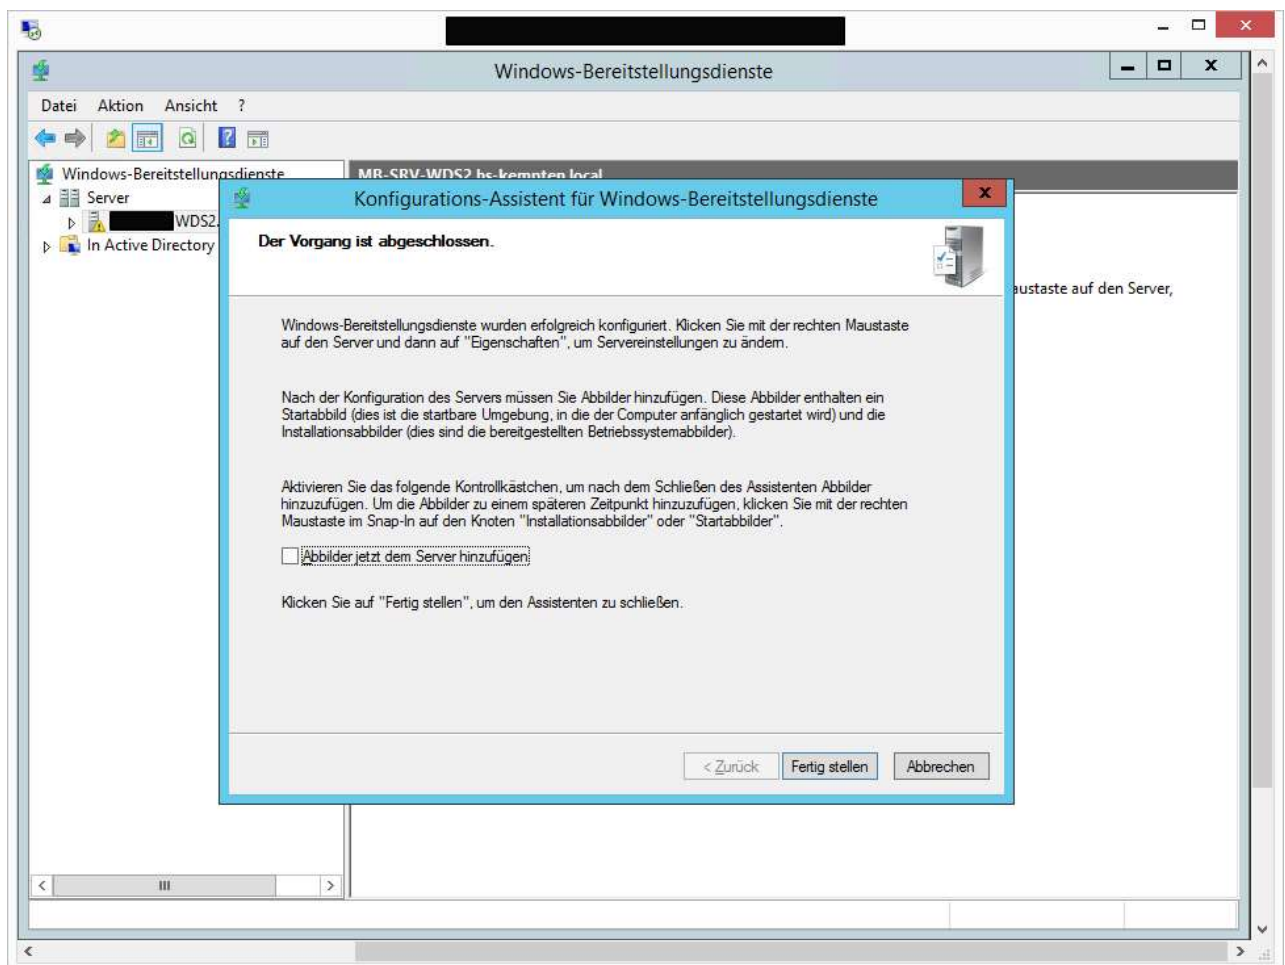 Windows-Bereitstellungsdienste
Datei Aktion Ansicht ?
Windows-Bereitstellungsdienste
Server
WDS2.
In Active Directory
MB-SRV-WDS2.hs-kempten.local
austaste auf den Server,
Konfigurations-Assistent für Windows-Bereitstellungsdienste
Der Vorgang ist abgeschlossen.
Windows-Bereitstellungsdienste wurden erfolgreich konfiguriert. Klicken Sie mit der rechten Maustaste
auf den Server und dann auf "Eigenschaften", um Servereinstellungen zu ändern.
Nach der Konfiguration des Servers müssen Sie Abbilder hinzufügen. Diese Abbilder enthalten ein
Startabbild (dies ist die startbare Umgebung, in die der Computer anfänglich gestartet wird) und die
Installationsabbilder (dies sind die bereitgestellten Betriebssystemabbilder).
Aktivieren Sie das folgende Kontrollkästchen, um nach dem Schließen des Assistenten Abbilder
hinzuzufügen. Um die Abbilder zu einem späteren Zeitpunkt hinzuzufügen, klicken Sie mit der rechten
Maustaste im Snap-In auf den Knoten "Installationsabbilder" oder "Startabbilder".
Abbilder jetzt dem Server hinzufügen
Klicken Sie auf "Fertig stellen", um den Assistenten zu schließen.
< Zurück Fertig stellen Abbrechen